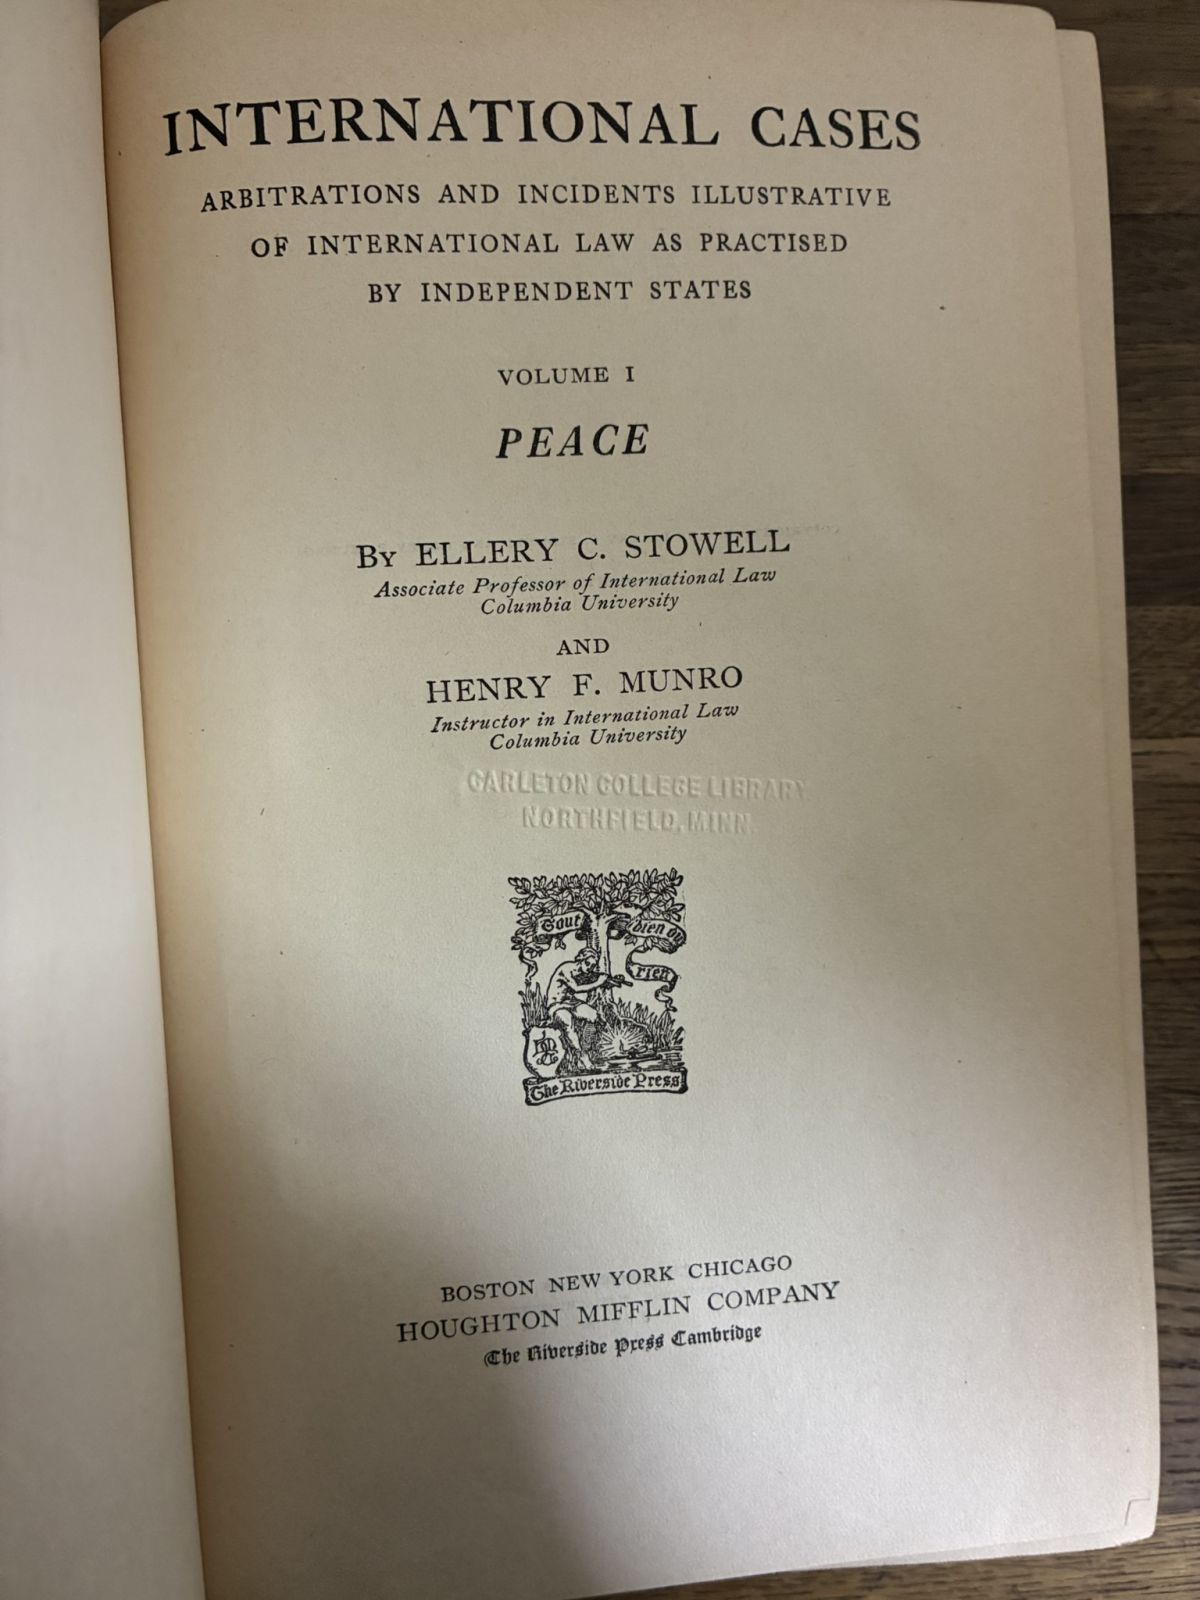 INTERNATIONAL CASES
ARBITRATIONS AND INCIDENTS ILLUSTRATIVE
OF INTERNATIONAL LAW AS PRACTISED
BY INDEPENDENT STATES
VOLUME I
PEACE
By ELLERY C. STOWELL
Associate Professor of International Law
Columbia University
AND
HENRY F. MUNRO
Instructor in International Law
Columbia University
CARLETON COLLEGE LIBRARY
NORTHFIELD, MINN.
Tout bien ou
rien
The Riverside Press
BOSTON NEW YORK CHICAGO
HOUGHTON MIFFLIN COMPANY
The Riverside Press Cambridge